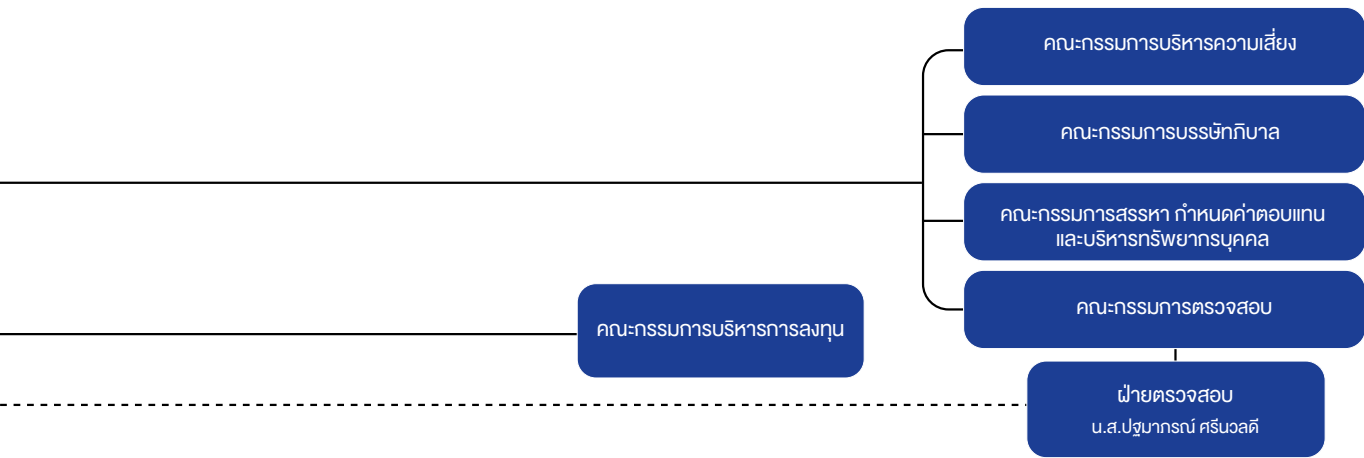 คณะกรรมการบริหารความเสี่ยง
คณะกรรมการบรรษัทภิบาล
คณะกรรมการสรรหา กำหนดค่าตอบแทน
และบริหารทรัพยากรบุคคล
คณะกรรมการตรวจสอบ
คณะกรรมการบริหารการลงทุน
ฝ่ายตรวจสอบ
น.ส.ปฐมาภรณ์ ศรีนวลดี